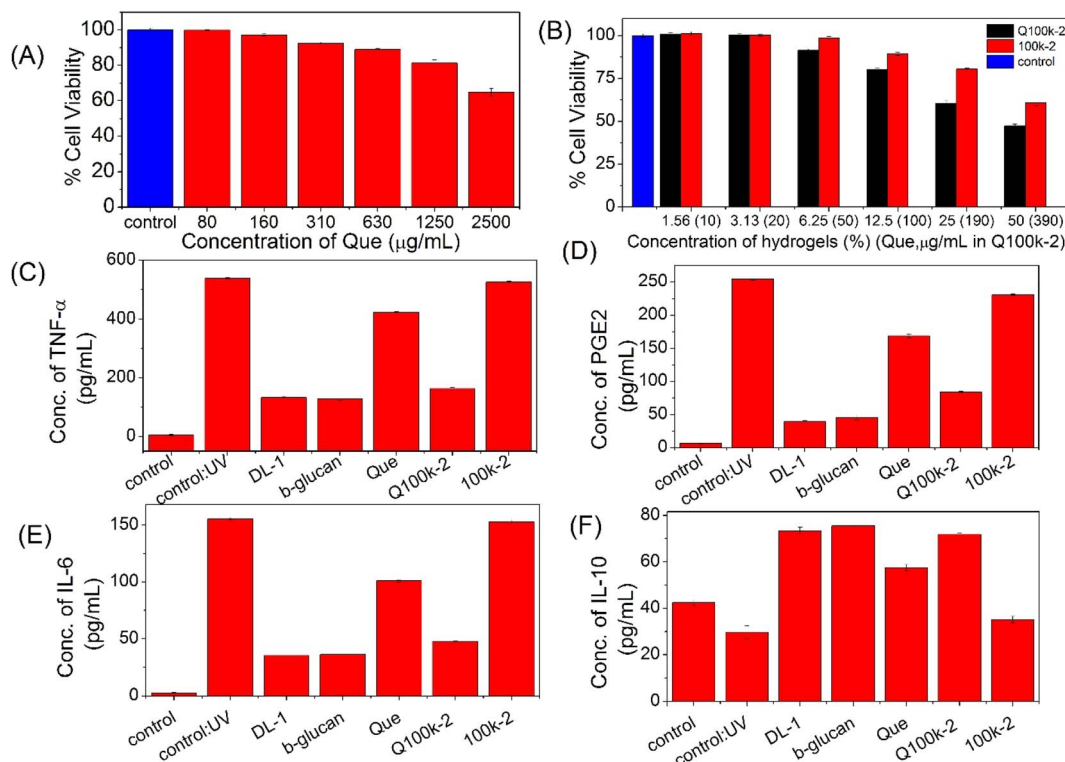 (A)
% Cell Viability
100
80
60
40
20
0
control 80 160 310 630 1250 2500
Concentration of Que (μg/mL)
(B)
% Cell Viability
100
75
50
25
0
Q100k-2
100k-2
control
1.56 (10) 3.13 (20) 6.25 (50) 12.5 (100) 25 (190) 50 (390)
Concentration of hydrogels (%) (Que,μg/mL in Q100k-2)
(C)
Conc. of TNF-α
(pg/mL)
600
400
200
0
control control:UV DL-1 b-glucan Que Q100k-2 100k-2
(D)
Conc. of PGE2
(pg/mL)
250
200
150
100
50
0
control control:UV DL-1 b-glucan Que Q100k-2 100k-2
(E)
Conc. of IL-6
(pg/mL)
150
100
50
0
control control:UV DL-1 b-glucan Que Q100k-2 100k-2
(F)
Conc. of IL-10
(pg/mL)
80
60
40
20
0
control control:UV DL-1 b-glucan Que Q100k-2 100k-2